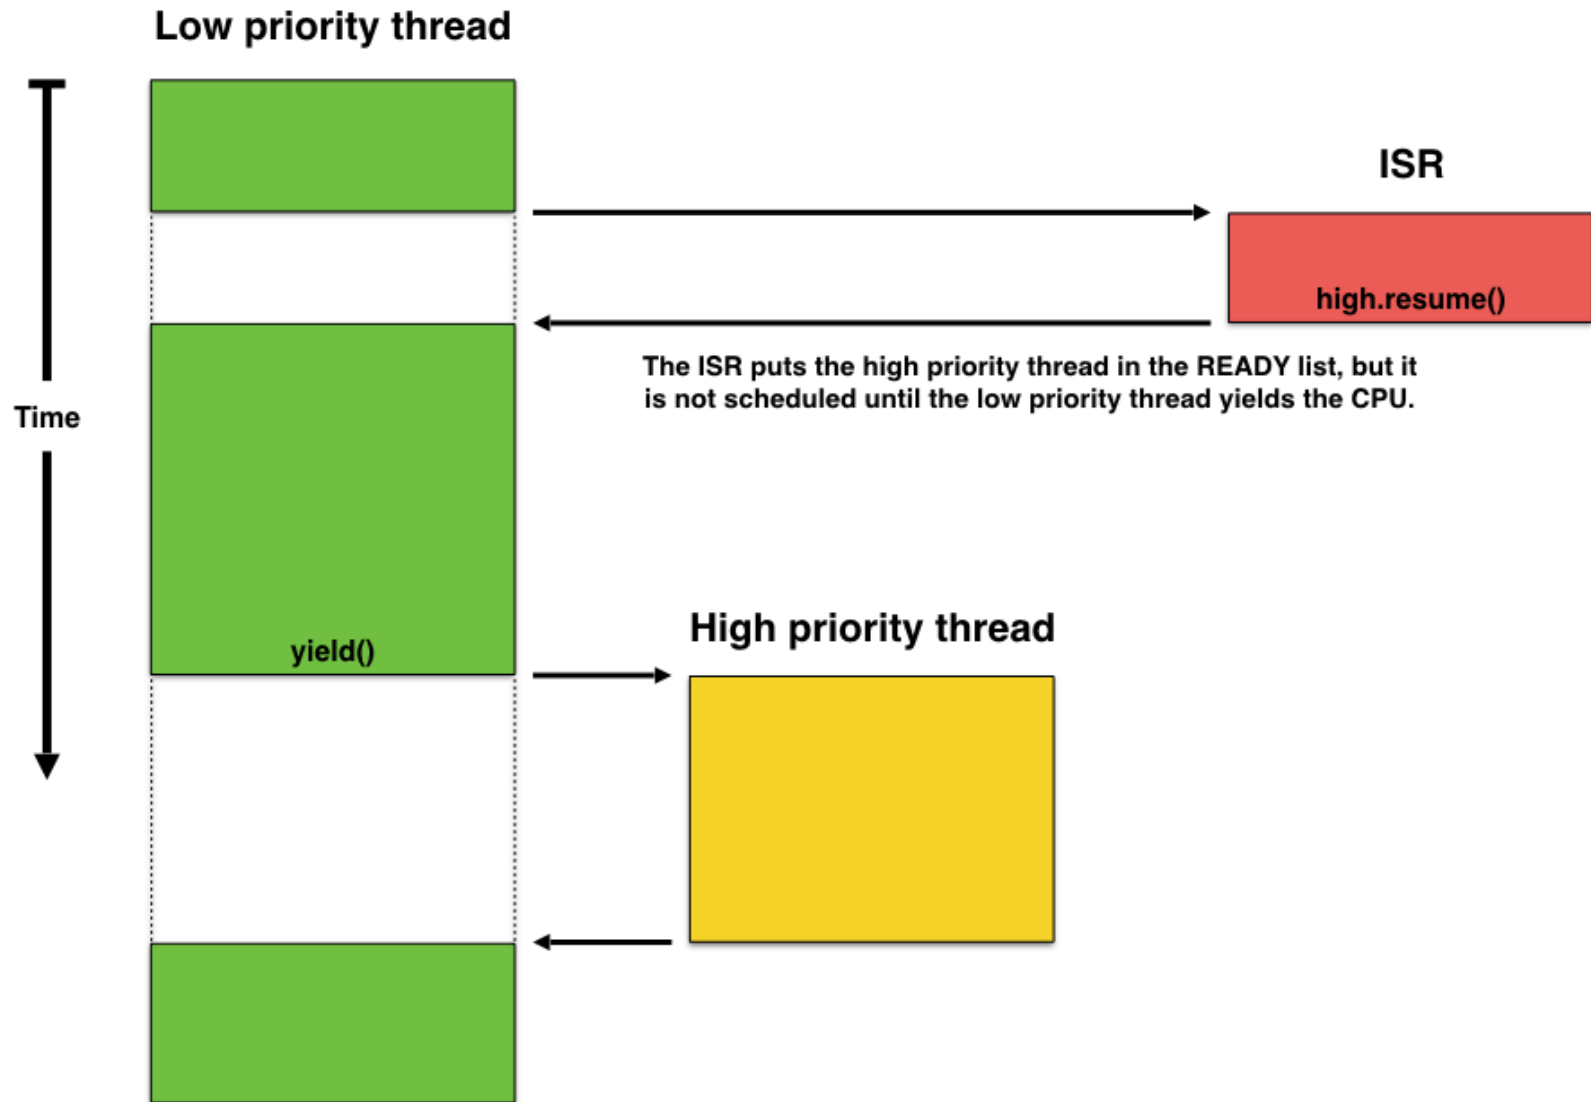 Low priority thread
ISR
high.resume()
The ISR puts the high priority thread in the READY list, but it
is not scheduled until the low priority thread yields the CPU.
Time
High priority thread
yield()